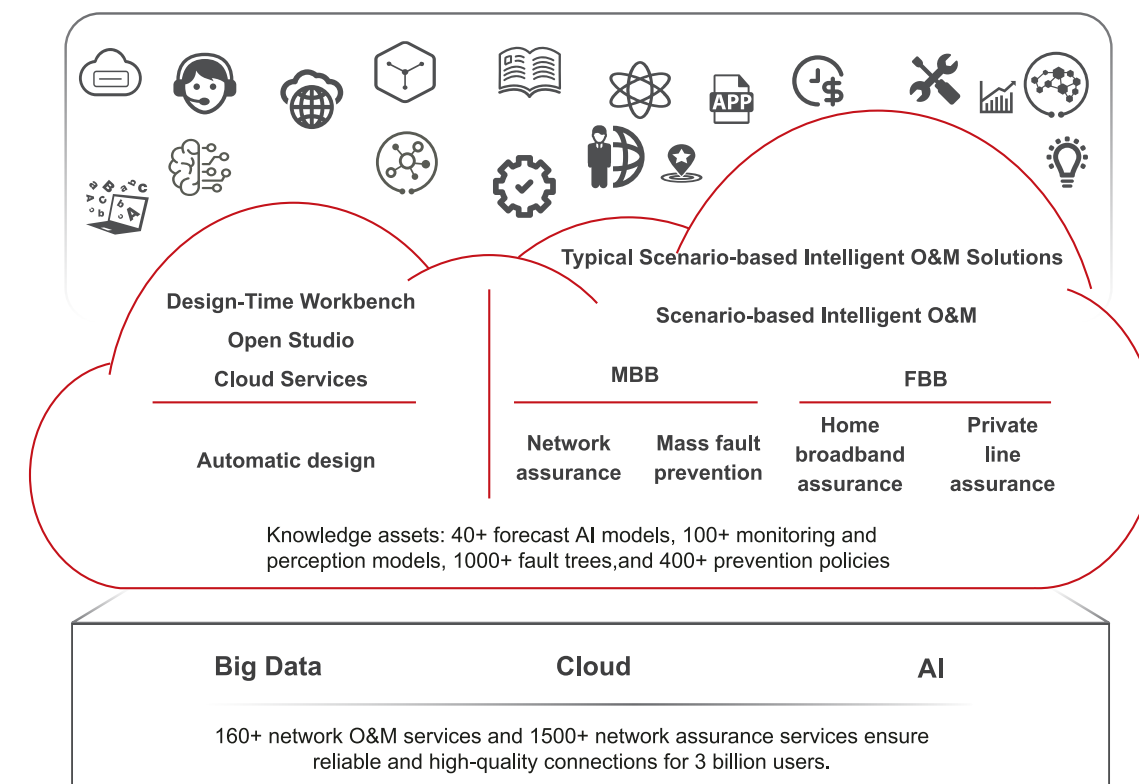 APP
Typical Scenario-based Intelligent O&M Solutions
Design-Time Workbench
Open Studio
Cloud Services
Automatic design
Scenario-based Intelligent O&M
MBB
Network
assurance
Mass fault
prevention
FBB
Home
broadband
assurance
Private
line
assurance
Knowledge assets: 40+ forecast AI models, 100+ monitoring and
perception models, 1000+ fault trees,and 400+ prevention policies
Big Data
Cloud
AI
160+ network O&M services and 1500+ network assurance services ensure
reliable and high-quality connections for 3 billion users.